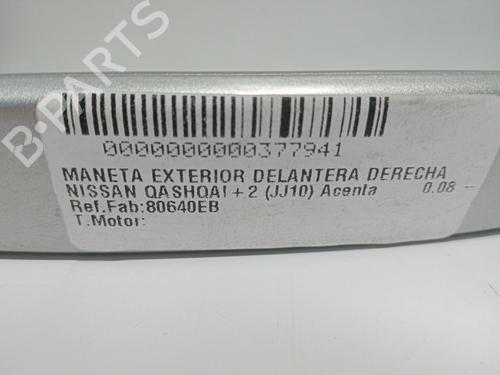 B-PARTS
0000000000377941
MANETA EXTERIOR DELANTERA DERECHA
NISSAN QASHQAI+2 (JJ10) Acenta 0.08 --
Ref.Fab:80640EB
T.Motor: